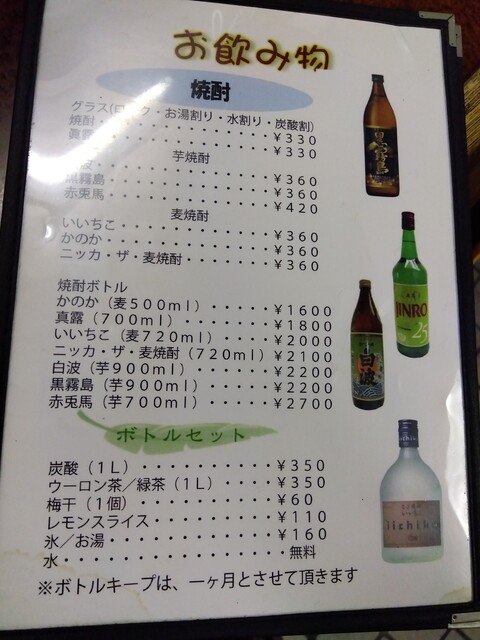 お飲み物
焼酎
グラス(ロック・お湯割り・水割り・炭酸割)
焼酎・・・・・・・・・・・・・¥330
眞露・・・・・・・・・・・・・¥330
芋焼酎
白波・・・・・・・・・・・・・¥360
黒霧島・・・・・・・・・・・・¥360
赤兎馬・・・・・・・・・・・・¥420
麦焼酎
いいちこ・・・・・・・・・・・¥360
かのか・・・・・・・・・・・・¥360
ニッカ・ザ・麦焼酎・・・・・・¥360
焼酎ボトル
かのか(麦500ml)・・・・・¥1600
真露(700ml)・・・・・・¥1800
いいちこ(麦720ml)・・・・¥2000
ニッカ・ザ・麦焼酎(720ml)・¥2100
白波(芋900ml)・・・・・・¥2200
黒霧島(芋900ml)・・・・・¥2200
赤兎馬(芋700ml)・・・・・¥2700
ボトルセット
炭酸(1L)・・・・・・・・・・¥350
ウーロン茶/緑茶(1L)・・・・¥350
梅干(1個)・・・・・・・・・・¥60
レモンスライス・・・・・・・・・¥110
氷/お湯・・・・・・・・・・・・¥160
水・・・・・・・・・・・・・・・無料
※ボトルキープは、一ヶ月とさせて頂きます
黒霧島
JINRO
25
白波
iichiko
iichiko